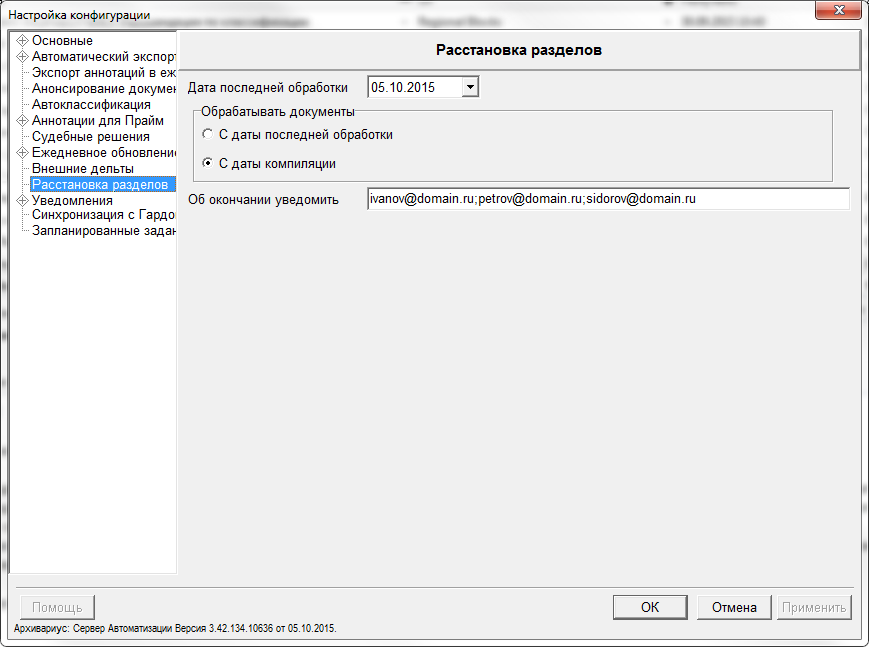 Настройка конфигурации
Основные
Автоматический экспорт
Экспорт аннотаций в еж
Анонсирование докумен
Автоклассификация
Аннотации для Прайм
Судебные решения
Ежедневное обновление
Внешние дельты
Расстановка разделов
Уведомления
Синхронизация с Гардо
Запланированные задан
Расстановка разделов
Дата последней обработки 05.10.2015
Обрабатывать документы
С даты последней обработки
С даты компиляции
Об окончании уведомить ivanov@domain.ru;petrov@domain.ru;sidorov@domain.ru
Помощь ОК Отмена Применить
Архивариус: Сервер Автоматизации Версия 3.42.134.10636 от 05.10.2015.